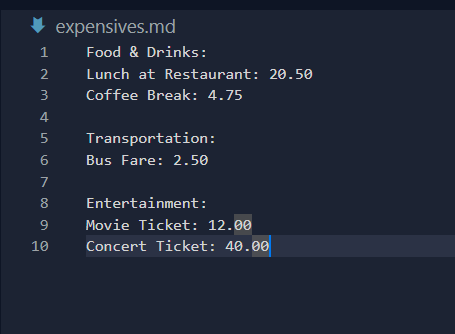 expensives.md
1 Food & Drinks:
2 Lunch at Restaurant: 20.50
3 Coffee Break: 4.75
4
5 Transportation:
6 Bus Fare: 2.50
7
8 Entertainment:
9 Movie Ticket: 12.00
10 Concert Ticket: 40.00